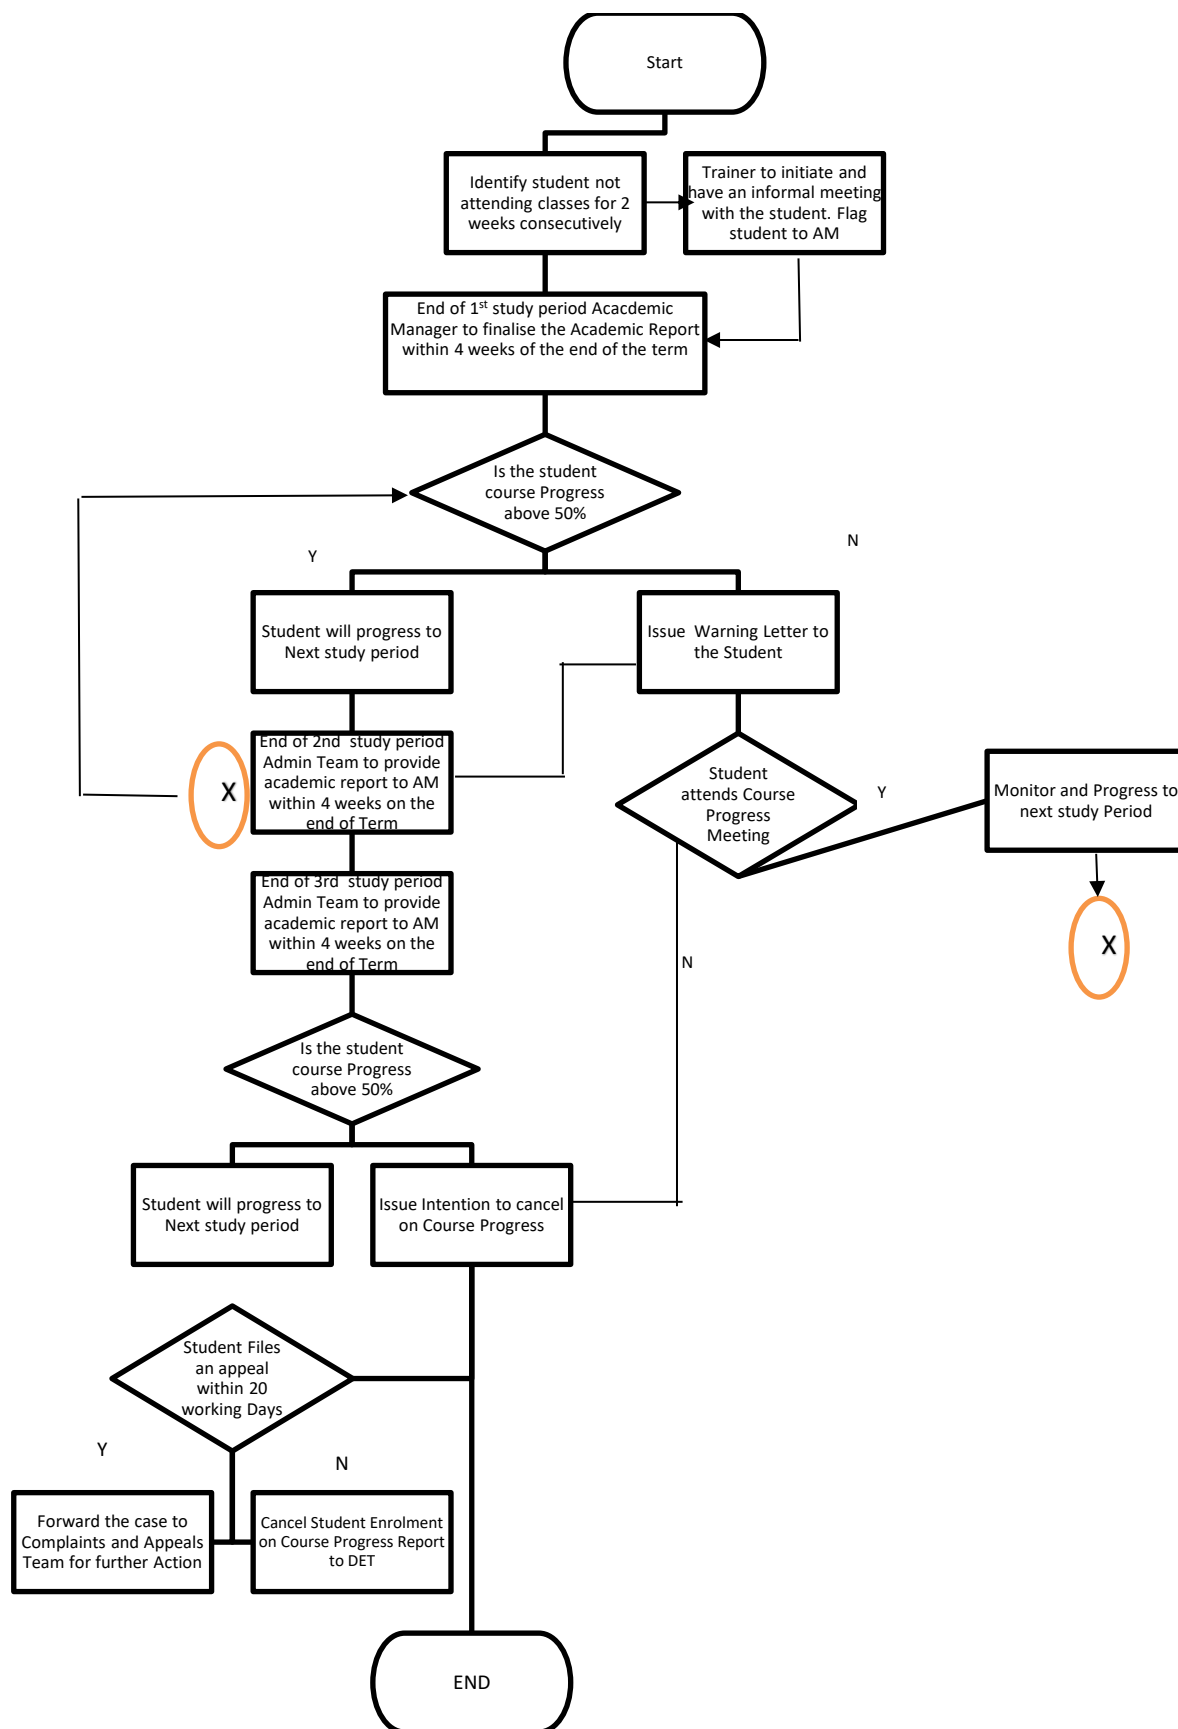 Start
Identify student not
attending classes for 2
weeks consecutively
Trainer to initiate and
have an informal meeting
with the student. Flag
student to AM
End of 1st study period Acacdemic
Manager to finalise the Academic Report
within 4 weeks of the end of the term
Is the student
course Progress
above 50%
Y
N
Student will progress to
Next study period
Issue Warning Letter to
the Student
End of 2nd study period
Admin Team to provide
academic report to AM
within 4 weeks on the
end of Term
X
Student
attends Course
Progress
Meeting
Y
Monitor and Progress to
next study Period
End of 3rd study period
Admin Team to provide
academic report to AM
within 4 weeks on the
end of Term
N
X
Is the student
course Progress
above 50%
Student will progress to
Next study period
Issue Intention to cancel
on Course Progress
Student Files
an appeal
within 20
working Days
Y
N
Forward the case to
Complaints and Appeals
Team for further Action
Cancel Student Enrolment
on Course Progress Report
to DET
END